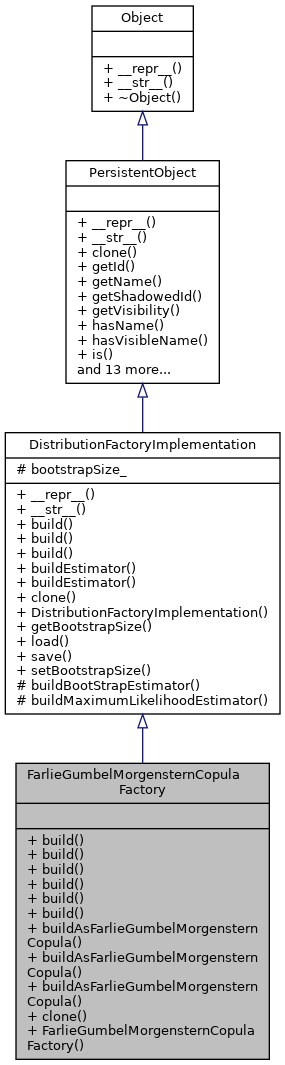 Object
+ __repr__()
+ __str__()
+ ~Object()
PersistentObject
+ __repr__()
+ __str__()
+ clone()
+ getId()
+ getName()
+ getShadowedId()
+ getVisibility()
+ hasName()
+ hasVisibleName()
+ is()
and 13 more...
DistributionFactoryImplementation
# bootstrapSize_
+ __repr__()
+ __str__()
+ build()
+ build()
+ build()
+ buildEstimator()
+ buildEstimator()
+ clone()
+ DistributionFactoryImplementation()
+ getBootstrapSize()
+ load()
+ save()
+ setBootstrapSize()
# buildBootStrapEstimator()
# buildMaximumLikelihoodEstimator()
FarlieGumbelMorgensternCopula
Factory
+ build()
+ build()
+ build()
+ build()
+ build()
+ build()
+ buildAsFarlieGumbelMorgenstern
Copula()
+ buildAsFarlieGumbelMorgenstern
Copula()
+ buildAsFarlieGumbelMorgenstern
Copula()
+ clone()
+ FarlieGumbelMorgensternCopula
Factory()